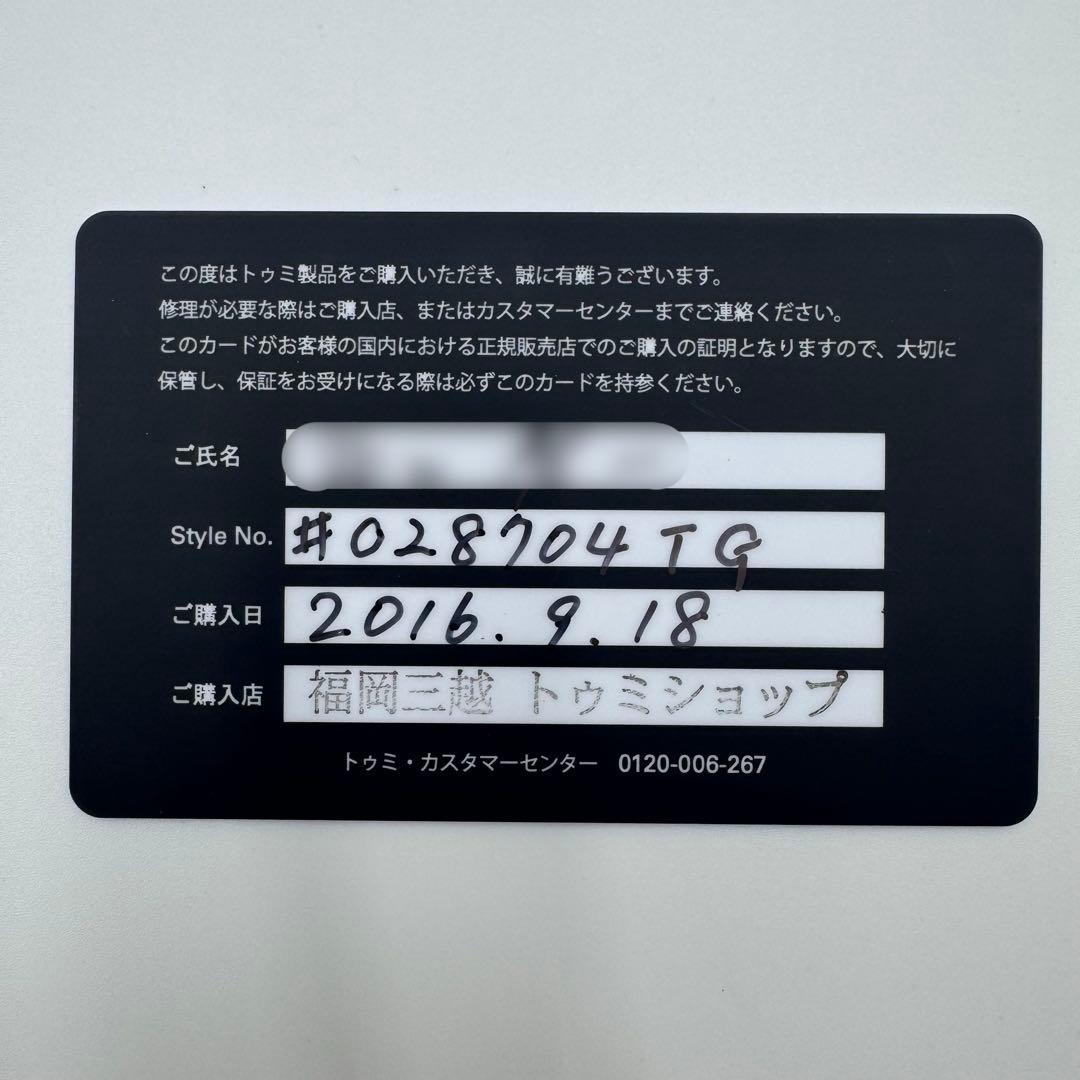 この度はトゥミ製品をご購入いただき、誠に有難うございます。
修理が必要な際はご購入店、またはカスタマーセンターまでご連絡ください。
このカードがお客様の国内における正規販売店でのご購入の証明となりますので、大切に
保管し、保証をお受けになる際は必ずこのカードを持参ください。
ご氏名
Style No. #028704TG
ご購入日 2016.9.18
ご購入店 福岡三越 トゥミショップ
トゥミ・カスタマーセンター 0120-006-267